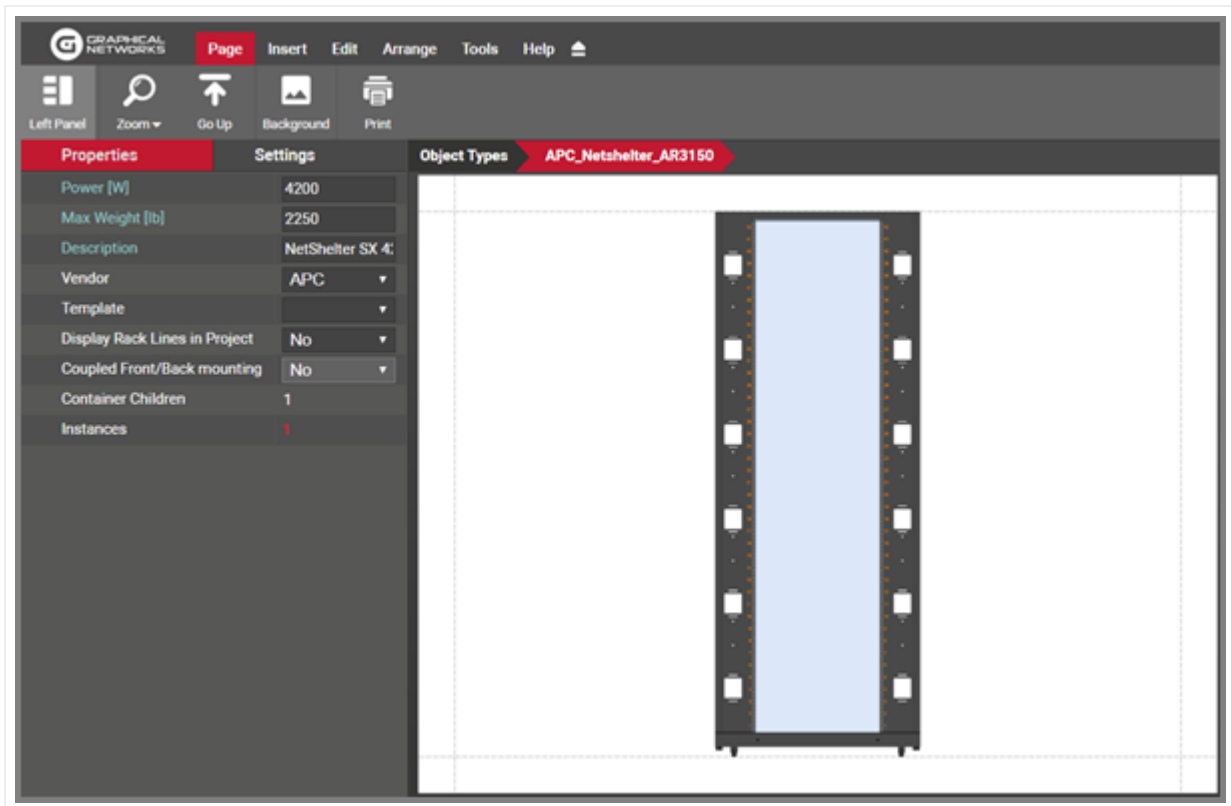 GRAPHICAL
NETWORKS
Page Insert Edit Arrange Tools Help
Left Panel Zoom Go Up Background Print
Properties Settings Object Types APC_Netshelter_AR3150
Power [W] 4200
Max Weight [lb] 2250
Description NetShelter SX 4
Vendor APC
Template
Display Rack Lines in Project No
Coupled Front/Back mounting No
Container Children 1
Instances 1